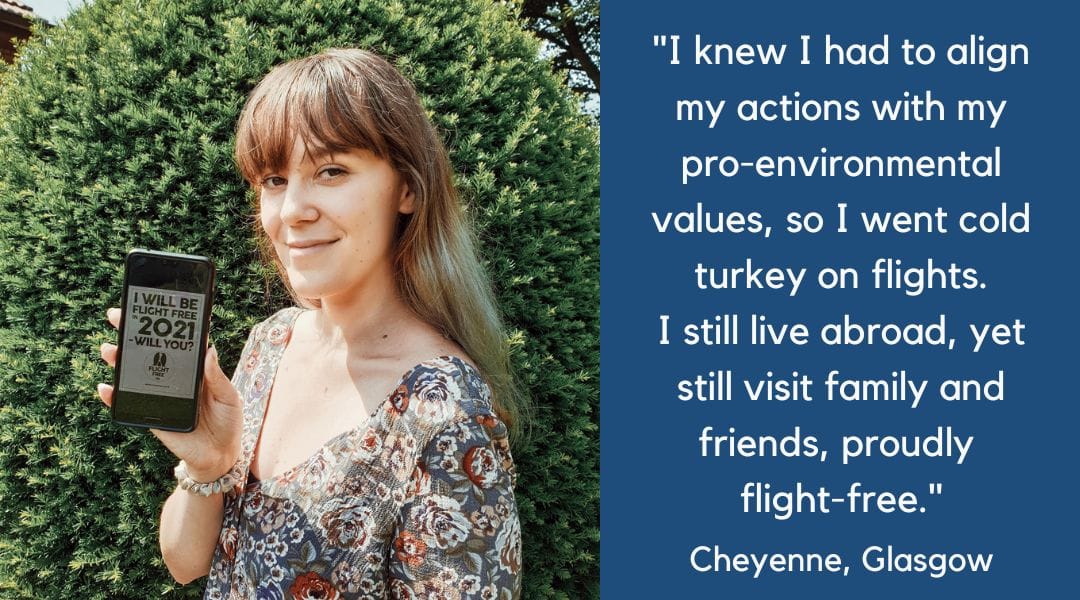 I WILL BE
FLIGHT FREE
IN 2021
-WILL YOU?
FLIGHT
FREE
"I knew I had to align
my actions with my
pro-environmental
values, so I went cold
turkey on flights.
I still live abroad, yet
still visit family and
friends, proudly
flight-free."
Cheyenne, Glasgow